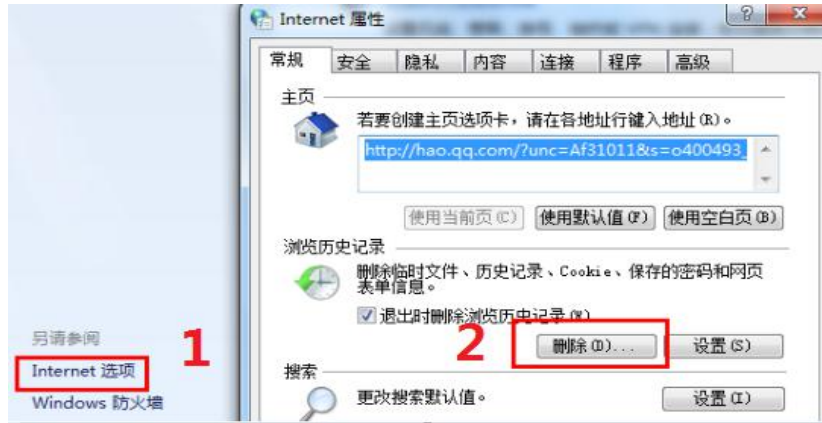 Internet 属性
常规 安全 隐私 内容 连接 程序 高级
主页
若要创建主页选项卡，请在各地址行键入地址(R)。
http://hao.qq.com/?unc=Af31011&s=o400493_
使用当前页(C) 使用默认值(F) 使用空白页(B)
浏览历史记录
删除临时文件、历史记录、Cookie、保存的密码和网页
表单信息。
退出时删除浏览历史记录(W)
另请参阅
1
2
删除(D)... 设置(S)
Internet 选项
搜索
Windows 防火墙
更改搜索默认值。
设置(I)